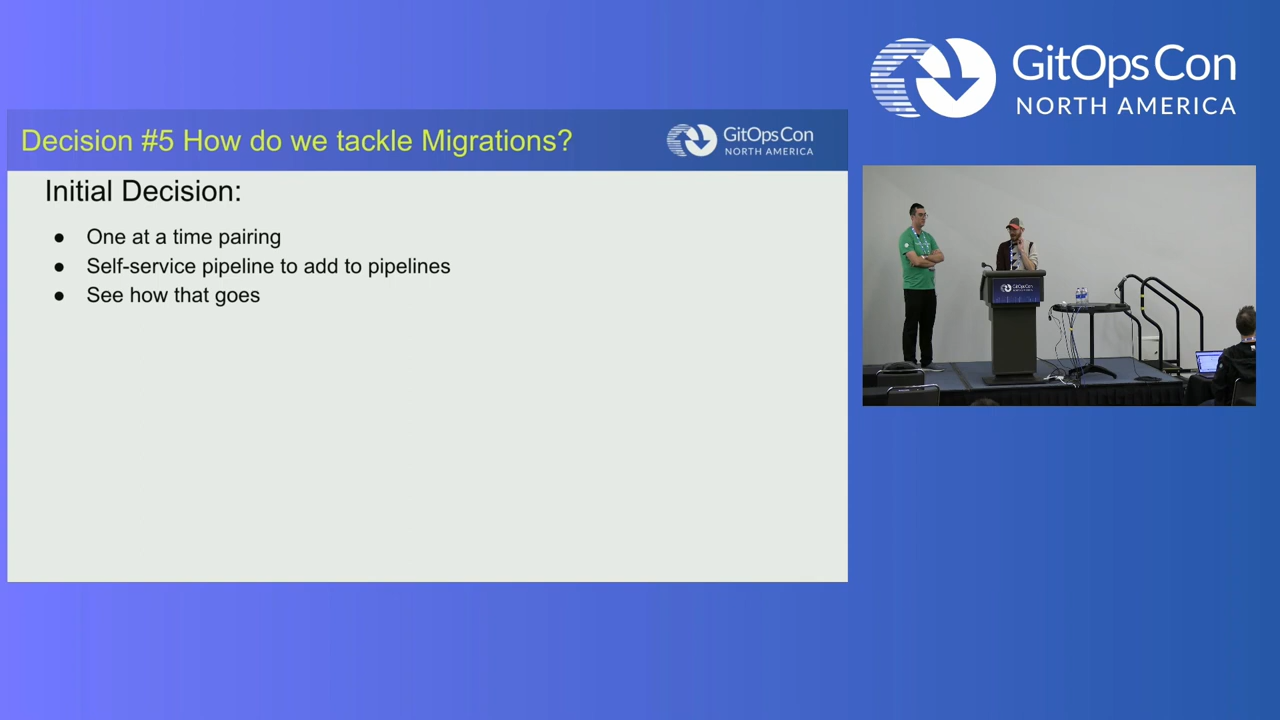 GitOpsCon
NORTH AMERICA
Decision #5 How do we tackle Migrations?
GitOpsCon
NORTH AMERICA
Initial Decision:
● One at a time pairing
● Self-service pipeline to add to pipelines
● See how that goes
GitOpsCon